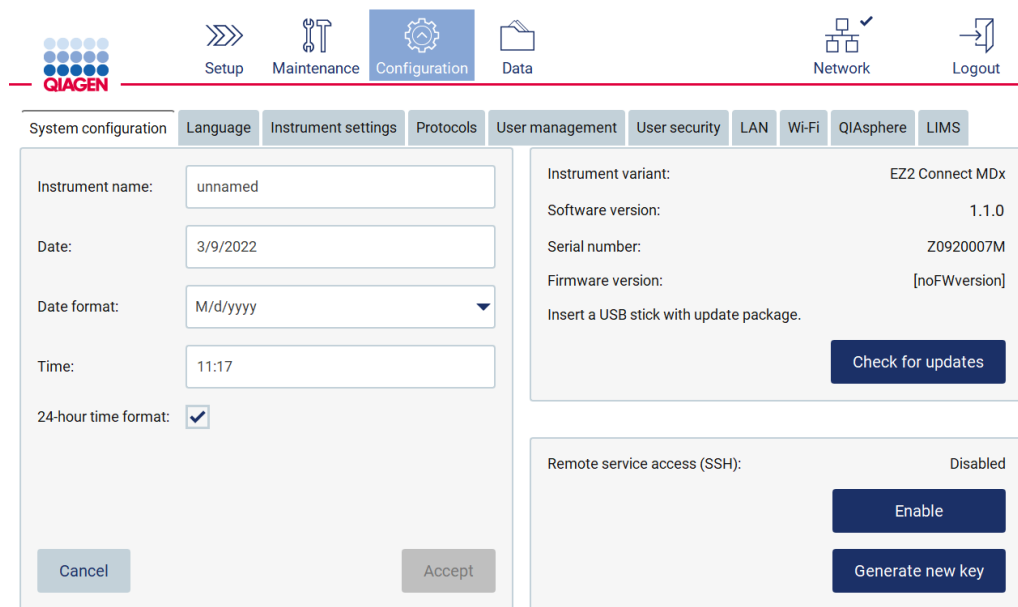 QIAGEN
Setup
Maintenance
Configuration
Data
Network
Logout
System configuration
Language
Instrument settings
Protocols
User management
User security
LAN
Wi-Fi
QIAsphere
LIMS
Instrument name:
unnamed
Date:
3/9/2022
Date format:
M/d/yyyy
Time:
11:17
24-hour time format:
Cancel
Accept
Instrument variant:
EZ2 Connect MDx
Software version:
1.1.0
Serial number:
Z0920007M
Firmware version:
[noFWversion]
Insert a USB stick with update package.
Check for updates
Remote service access (SSH):
Disabled
Enable
Generate new key